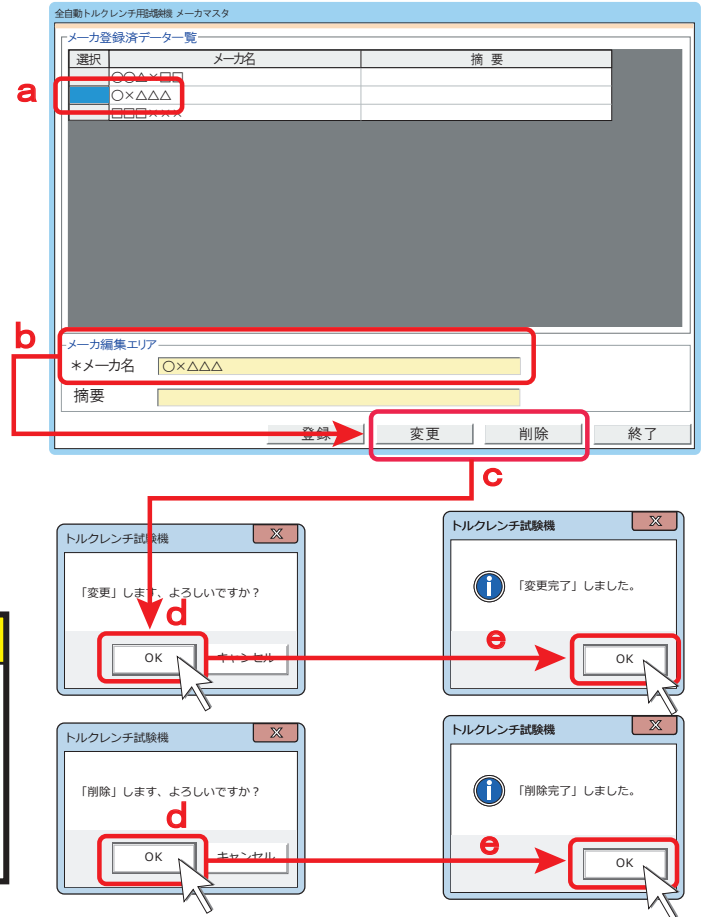 全自動トルクレンチ用試験機 メーカマスタ
メーカ登録済データ一覧
選択 メーカ名 摘 要
○○△×□□
a
○×△△△
□□□×××
b
メーカ編集エリア
*メーカ名 ○×△△△
摘要
登録 変更 削除 終了
c
トルクレンチ試験機
「変更」します、よろしいですか?
d
OK キャンセル
トルクレンチ試験機
「変更完了」しました。
e
OK
トルクレンチ試験機
「削除」します、よろしいですか?
d
OK キャンセル
トルクレンチ試験機
「削除完了」しました。
e
OK